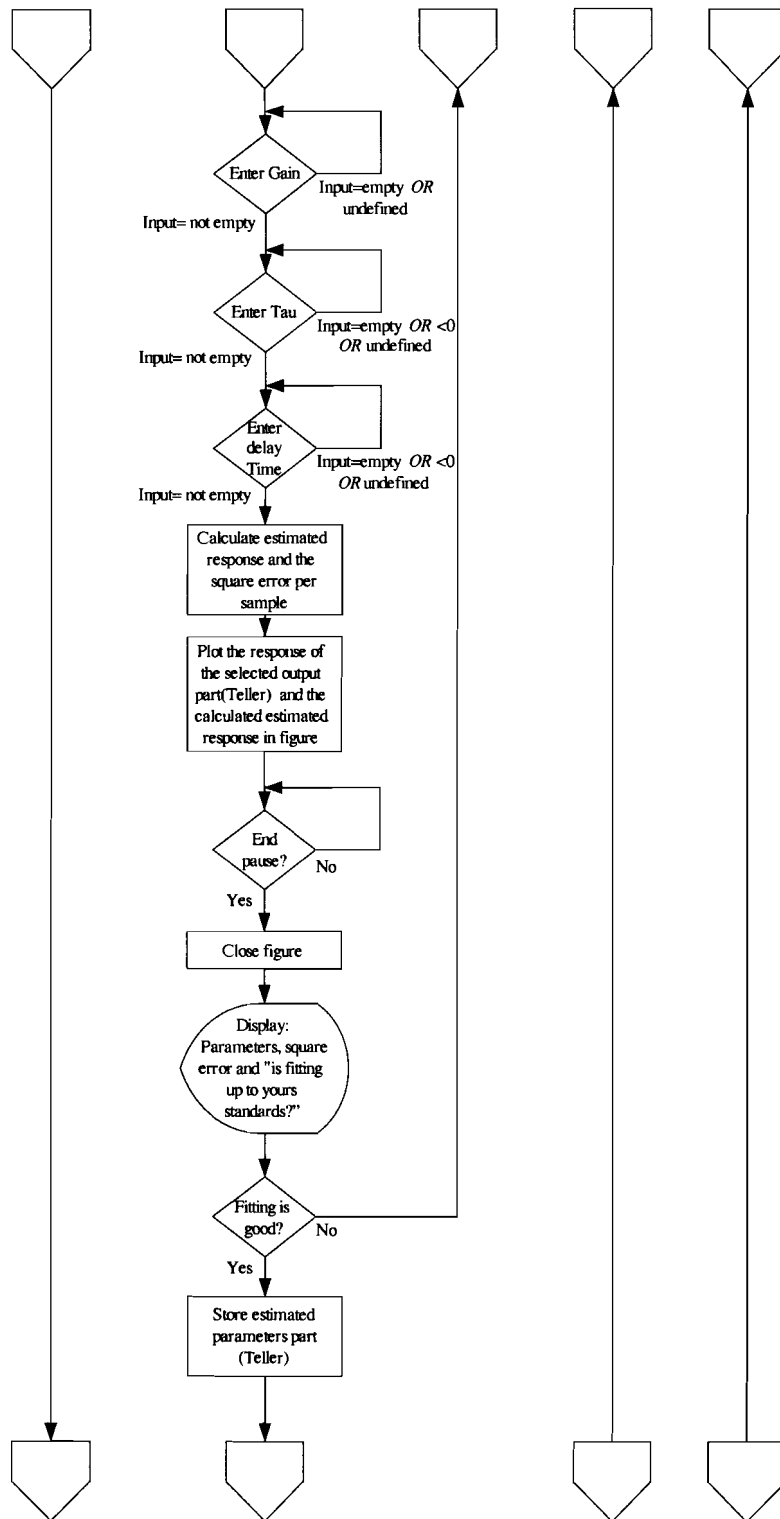 Enter Gain
Input=empty OR
undefined
Input= not empty
Enter Tau
Input=empty OR <0
OR undefined
Input= not empty
Enter
delay
Time
Input=empty OR <0
OR undefined
Input= not empty
Calculate estimated
response and the
square error per
sample
Plot the response of
the selected output
part(Teller) and the
calculated estimated
response in figure
End
pause?
No
Yes
Close figure
Display:
Parameters, square
error and "is fitting
up to yours
standards?"
Fitting is
good?
No
Yes
Store estimated
parameters part
(Teller)